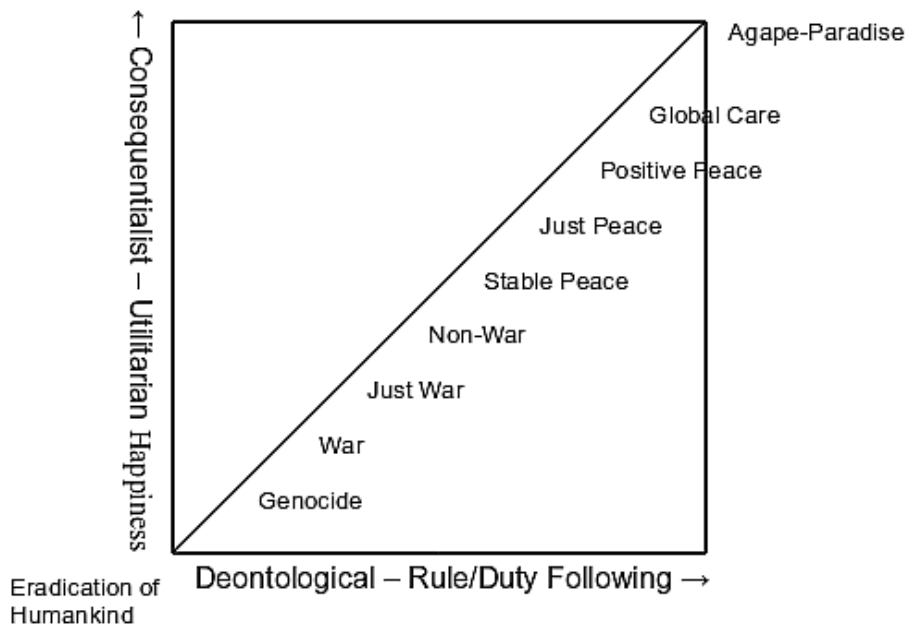 Agape-Paradise
Global Care
Positive Peace
Just Peace
Stable Peace
Non-War
Just War
War
Genocide
← Consequentialist – Utilitarian Happiness
Deontological – Rule/Duty Following →
Eradication of
Humankind